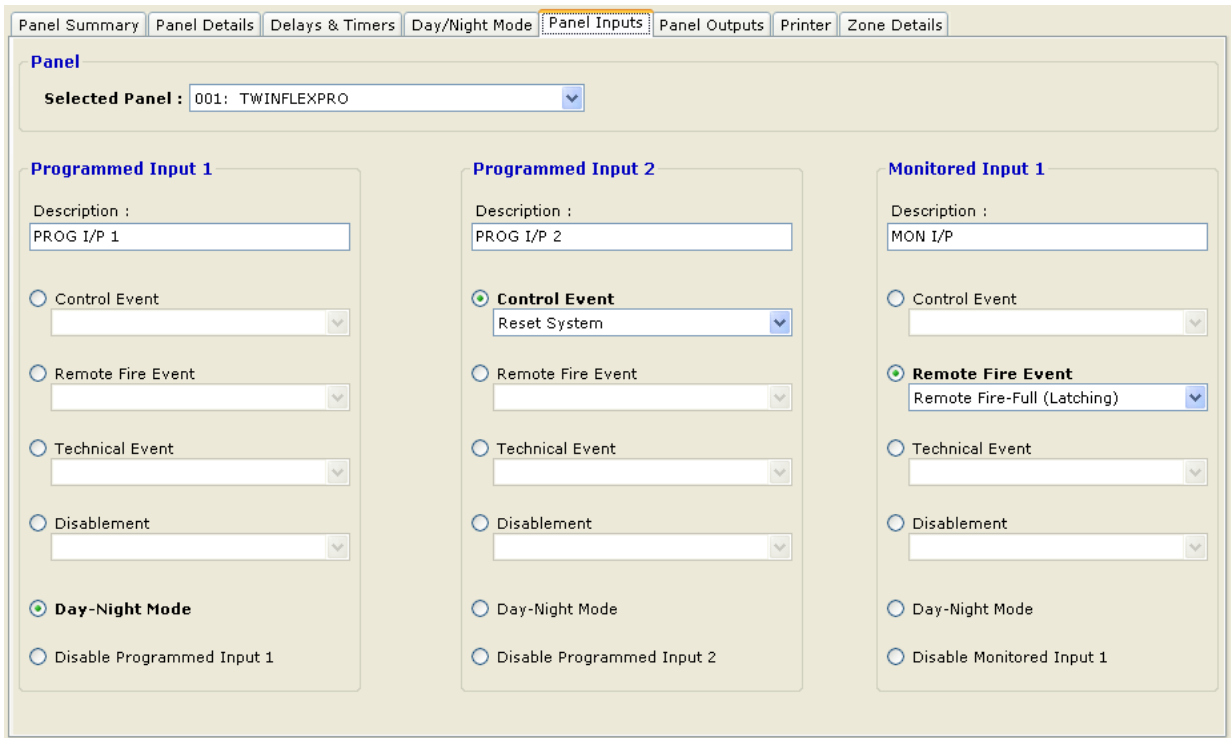 Panel Summary Panel Details Delays & Timers Day/Night Mode Panel Inputs Panel Outputs Printer Zone Details
Panel
Selected Panel : 001: TWINFLEXPRO
Programmed Input 1
Description :
PROG I/P 1
Control Event
Remote Fire Event
Technical Event
Disablement
Day-Night Mode
Disable Programmed Input 1
Programmed Input 2
Description :
PROG I/P 2
Control Event
Reset System
Remote Fire Event
Technical Event
Disablement
Day-Night Mode
Disable Programmed Input 2
Monitored Input 1
Description :
MON I/P
Control Event
Remote Fire Event
Remote Fire-Full (Latching)
Technical Event
Disablement
Day-Night Mode
Disable Monitored Input 1